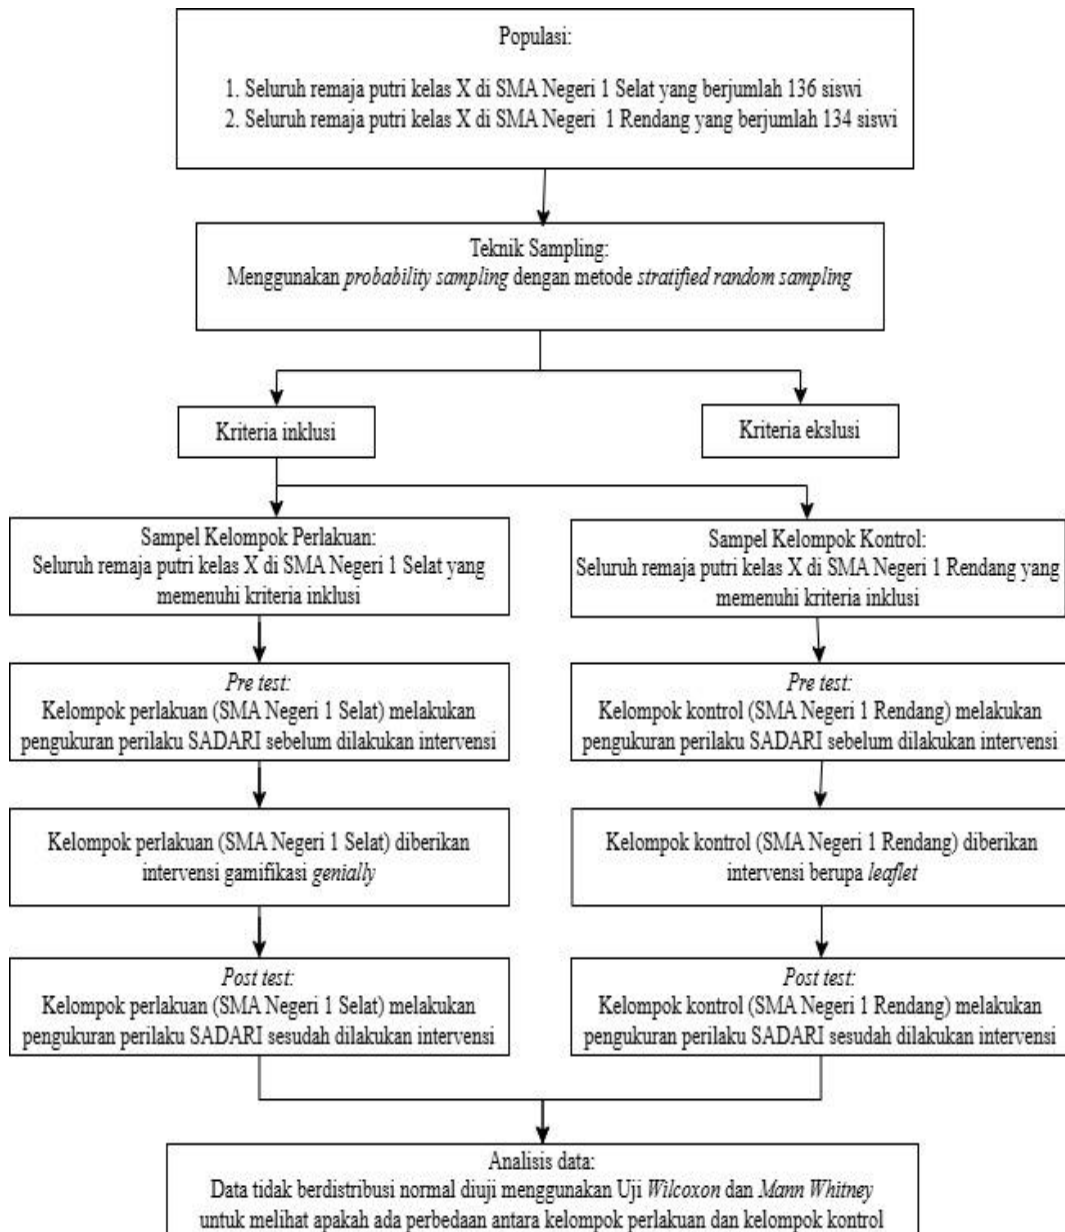 Populasi:
1. Seluruh remaja putri kelas X di SMA Negeri 1 Selat yang berjumlah 136 siswi
2. Seluruh remaja putri kelas X di SMA Negeri 1 Rendang yang berjumlah 134 siswi
Teknik Sampling:
Menggunakan probability sampling dengan metode stratified random sampling
Kriteria inklusi
Kriteria ekslusi
Sampel Kelompok Perlakuan:
Seluruh remaja putri kelas X di SMA Negeri 1 Selat yang
memenuhi kriteria inklusi
Sampel Kelompok Kontrol:
Seluruh remaja putri kelas X di SMA Negeri 1 Rendang yang
memenuhi kriteria inklusi
Pre test:
Kelompok perlakuan (SMA Negeri 1 Selat) melakukan
pengukuran perilaku SADARI sebelum dilakukan intervensi
Pre test:
Kelompok kontrol (SMA Negeri 1 Rendang) melakukan
pengukuran perilaku SADARI sebelum dilakukan intervensi
Kelompok perlakuan (SMA Negeri 1 Selat) diberikan
intervensi gamifikasi genially
Kelompok kontrol (SMA Negeri 1 Rendang) diberikan
intervensi berupa leaflet
Post test:
Kelompok perlakuan (SMA Negeri 1 Selat) melakukan
pengukuran perilaku SADARI sesudah dilakukan intervensi
Post test:
Kelompok kontrol (SMA Negeri 1 Rendang) melakukan
pengukuran perilaku SADARI sesudah dilakukan intervensi
Analisis data:
Data tidak berdistribusi normal diuji menggunakan Uji Wilcoxon dan Mann Whitney
untuk melihat apakah ada perbedaan antara kelompok perlakuan dan kelompok kontrol